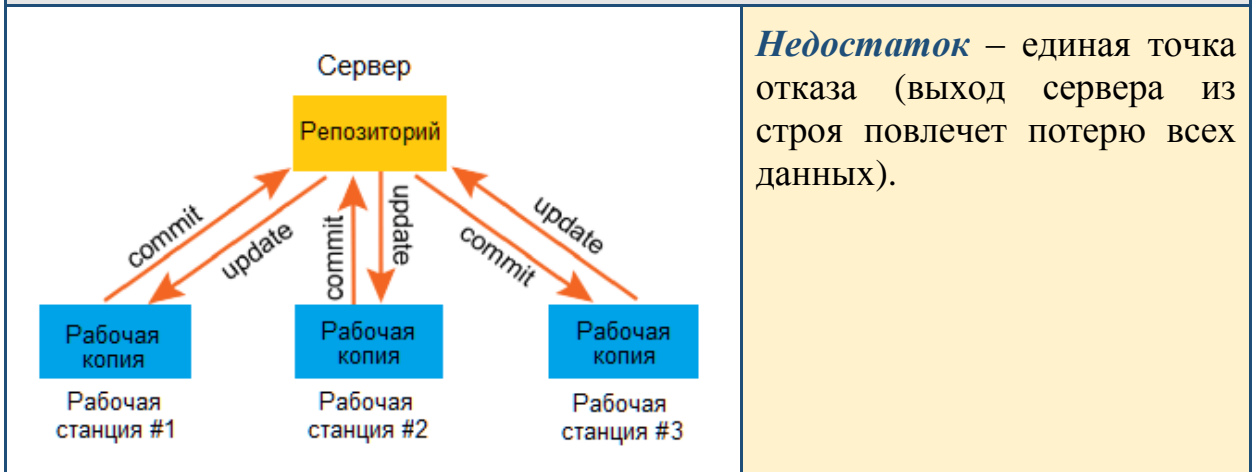 Сервер
Репозиторий
commit
update
commit
update
commit
update
Рабочая
копия
Рабочая
копия
Рабочая
копия
Рабочая
станция #1
Рабочая
станция #2
Рабочая
станция #3
Недостаток – единая точка
отказа (выход сервера из
строя повлечет потерю всех
данных).